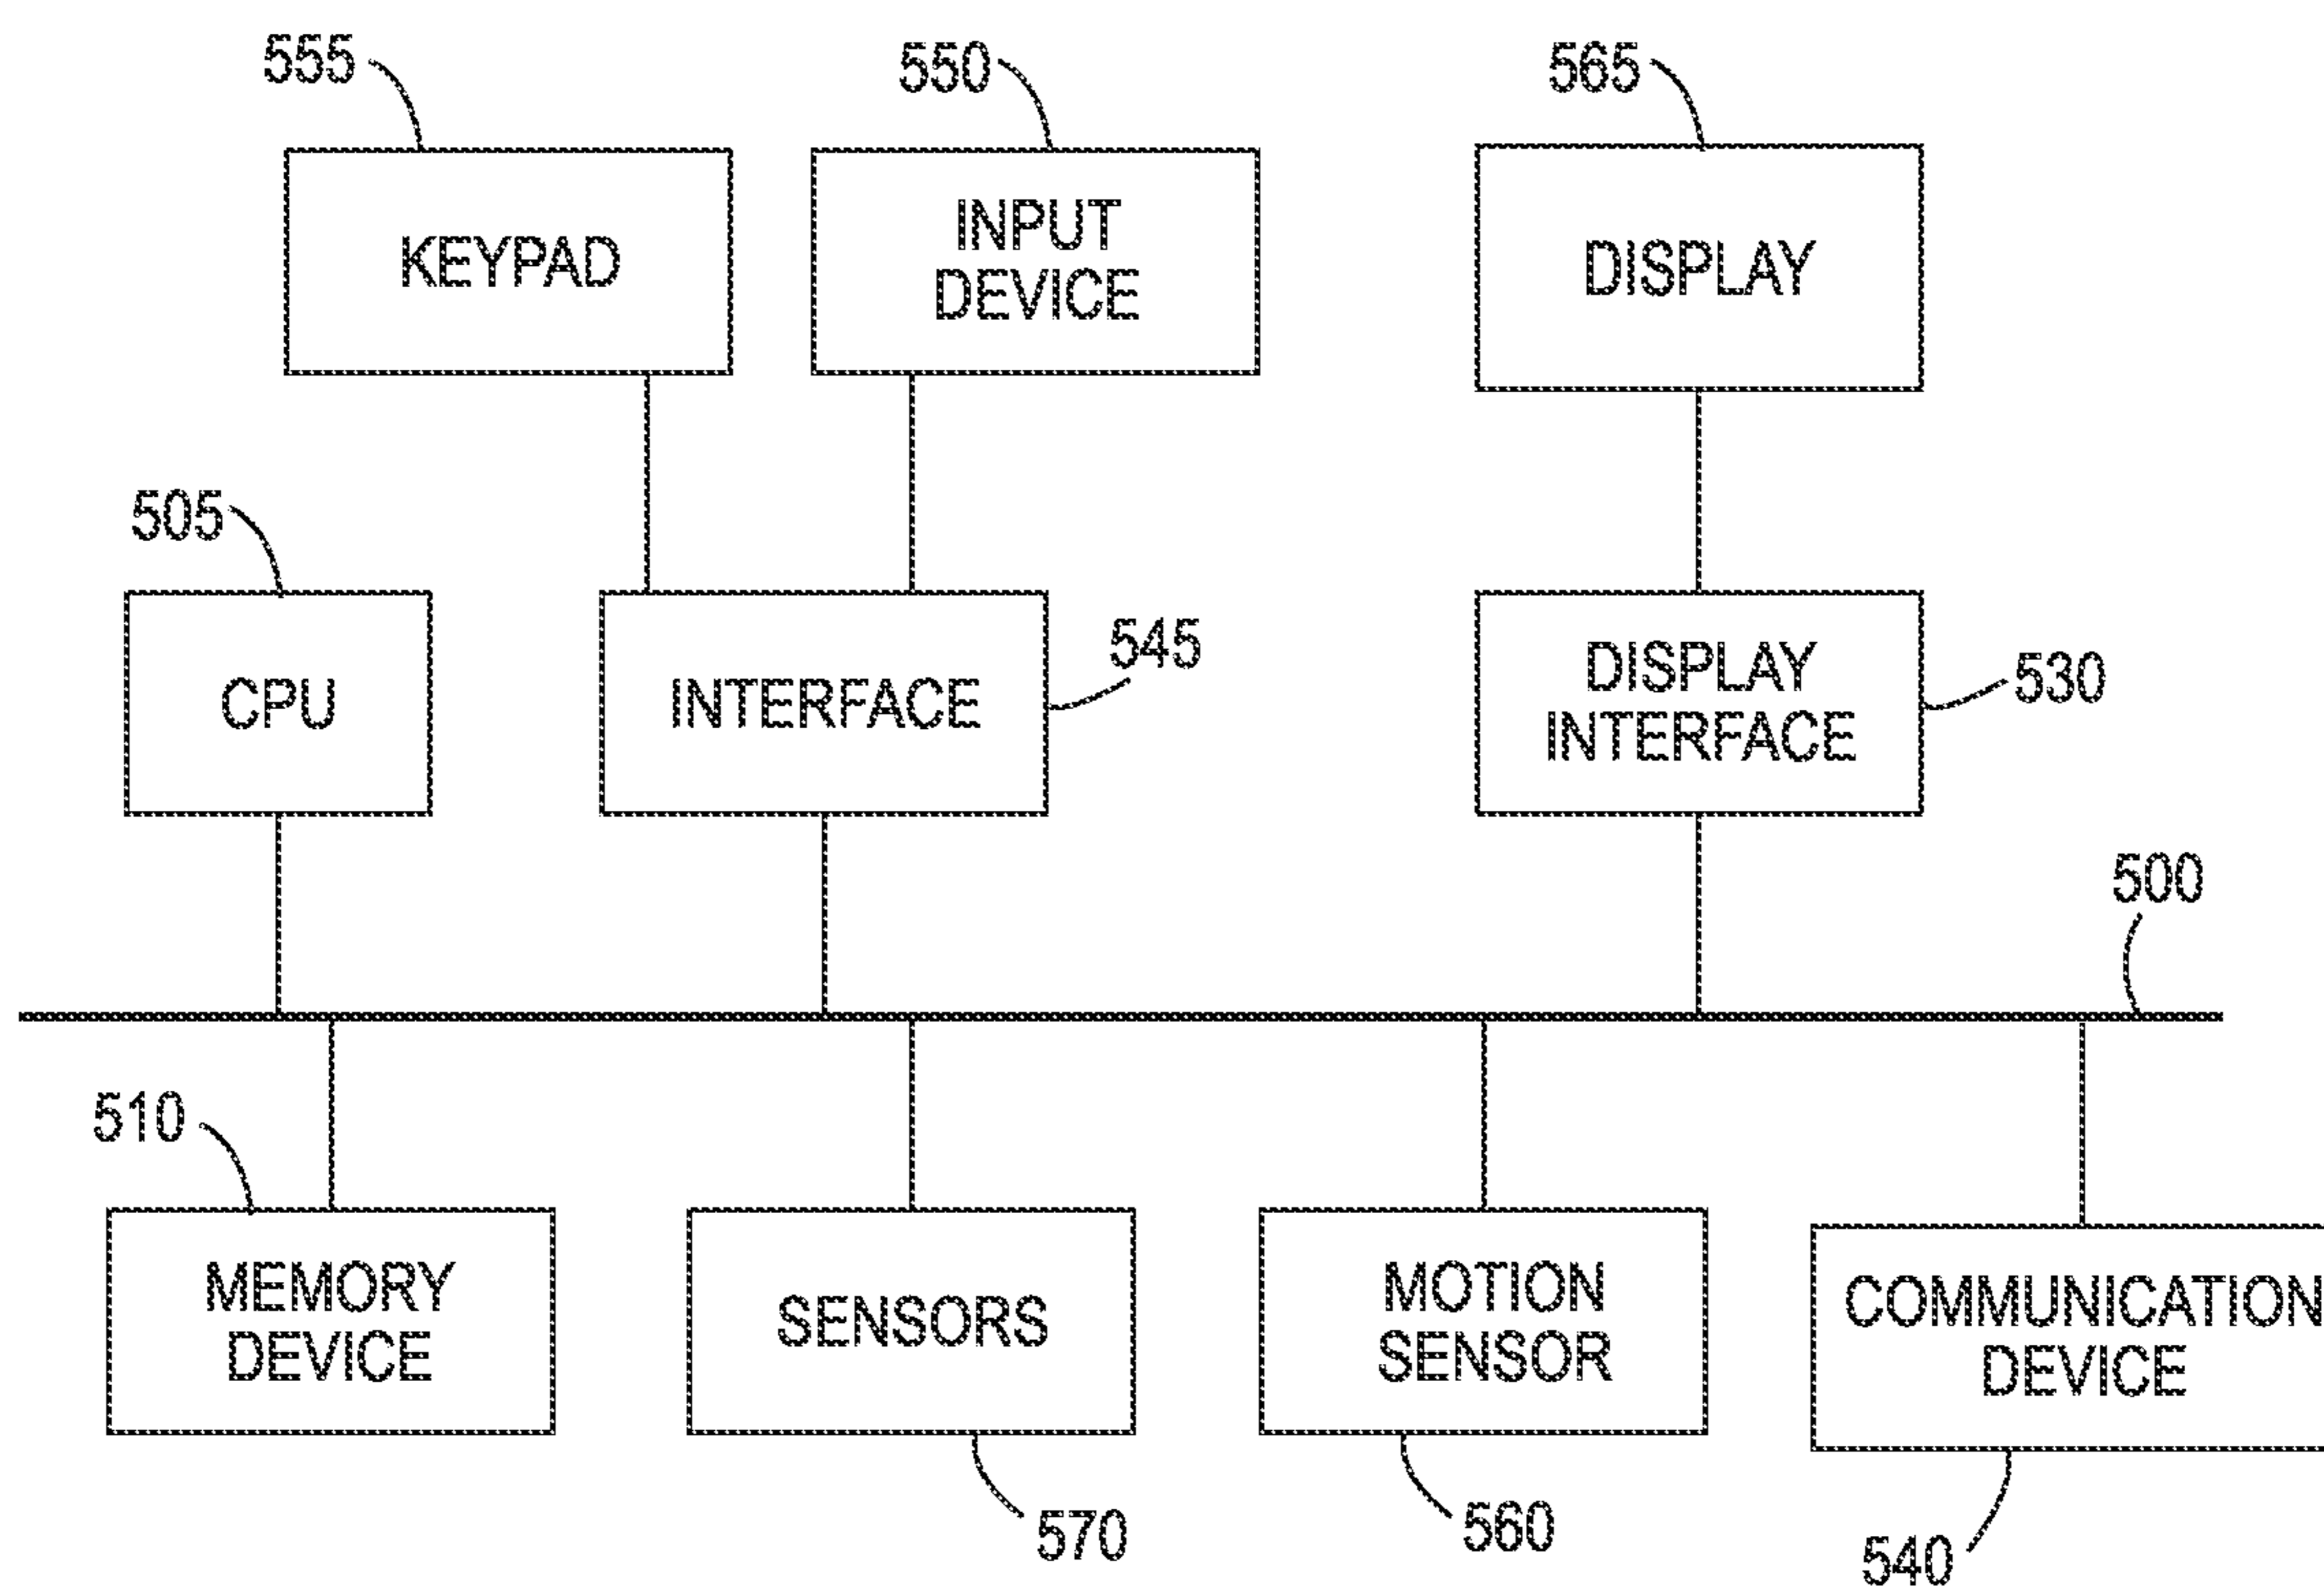 555
550
565
KEYPAD
INPUT
DEVICE
DISPLAY
505
CPU
INTERFACE
545
DISPLAY
INTERFACE
530
500
510
MEMORY
DEVICE
SENSORS
MOTION
SENSOR
COMMUNICATION
DEVICE
570
560
540